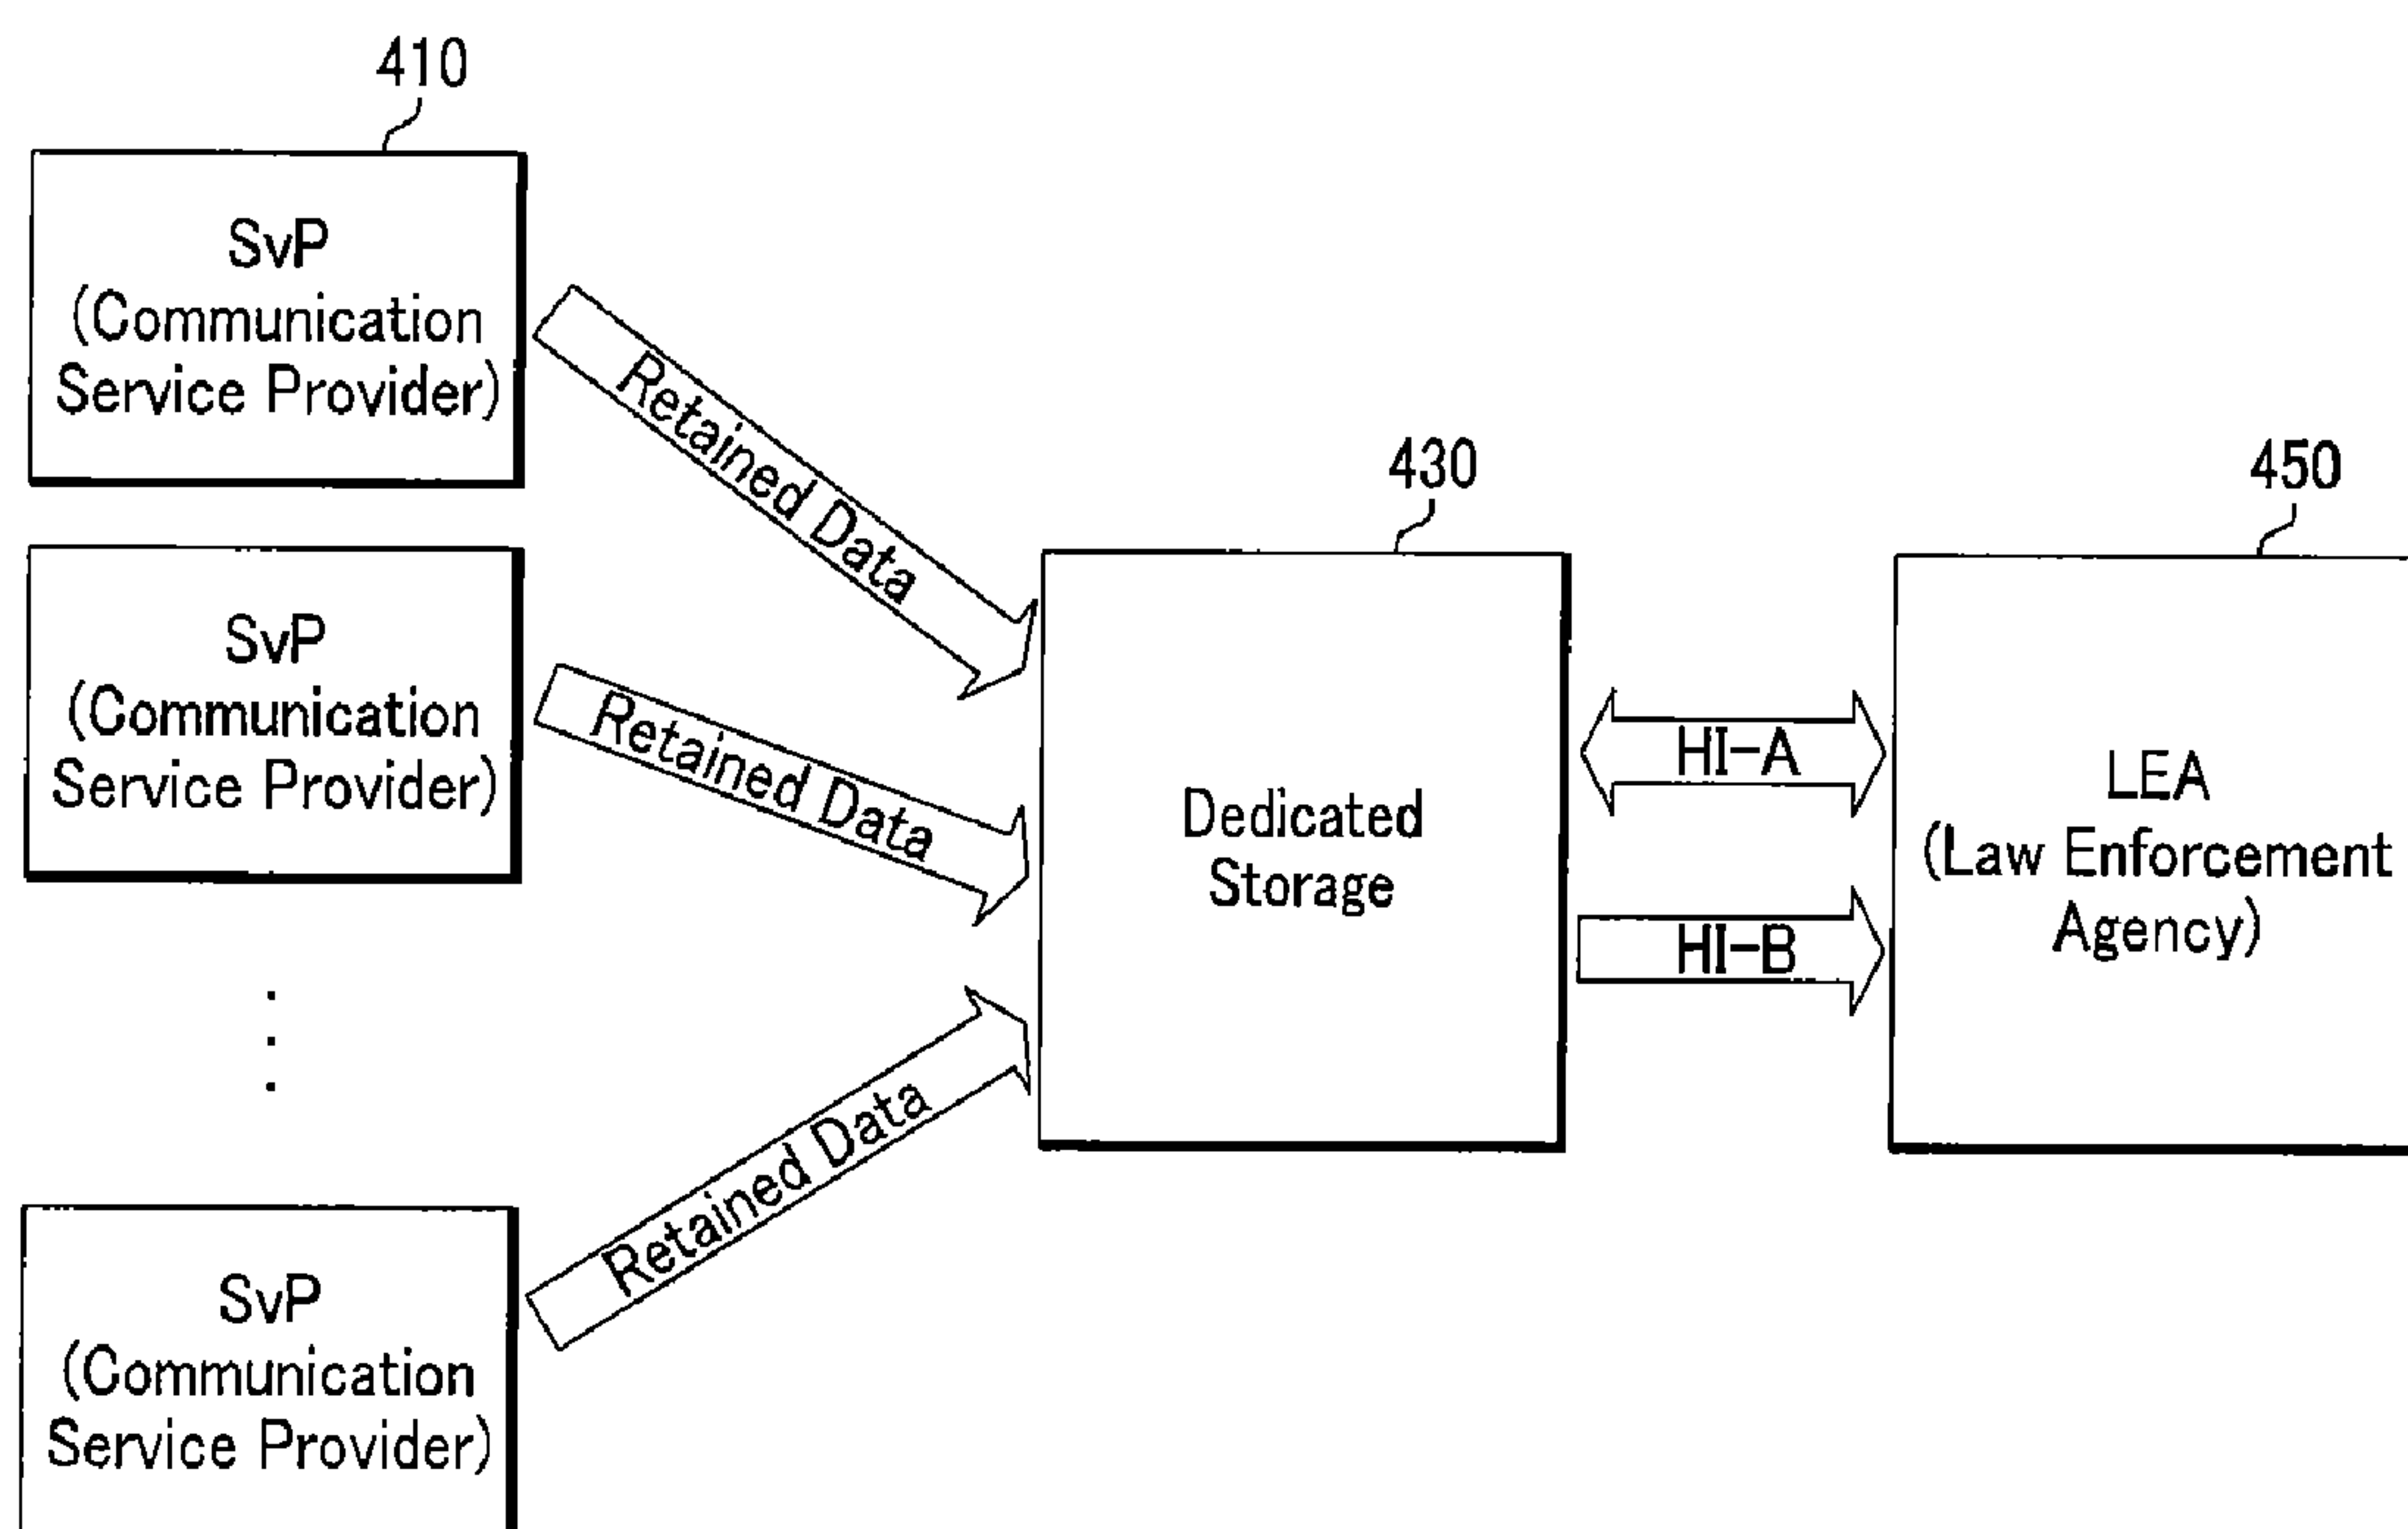 410
SvP
(Communication
Service Provider)
Retained Data
430
450
SvP
(Communication
Service Provider)
Retained Data
Dedicated
Storage
HI-A
HI-B
LEA
(Law Enforcement
Agency)
Retained Data
SvP
(Communication
Service Provider)